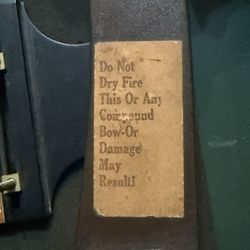 Do Not
Dry Fire
This Or Any
Compound
Bow-Or
Damage
May
Result!